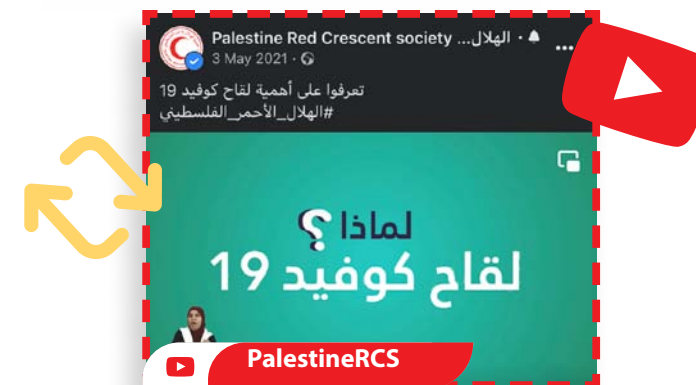 Palestine Red Crescent society ...الهلال
3 May 2021
تعرفوا على أهمية لقاح كوفيد 19
#الهلال_الأحمر_الفلسطيني
لماذا؟
لقاح كوفيد 19
PalestineRCS